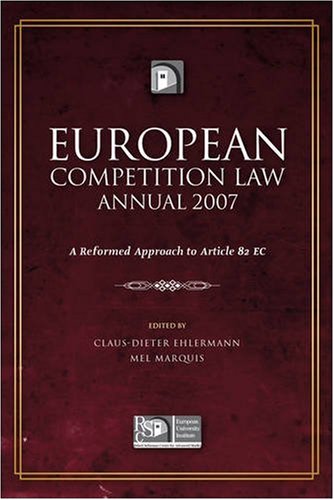 EUROPEAN
COMPETITION LAW
ANNUAL 2007
A Reformed Approach to Article 82 EC
EDITED BY
CLAUS-DIETER EHLERMANN
MEL MARQUIS
RSC
European
University
Institute